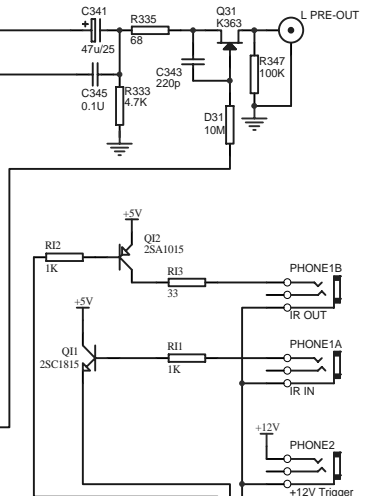 C341
47u/25
R335
68
Q31
K363
L PRE-OUT
C345
0.1U
R333
4.7K
C343
220p
R347
100K
D31
10M
+5V
QI2
2SA1015
RI2
1K
RI3
33
PHONE1B
IR OUT
+5V
QI1
2SC1815
RI1
1K
PHONE1A
IR IN
+12V
PHONE2
+12V Trigger